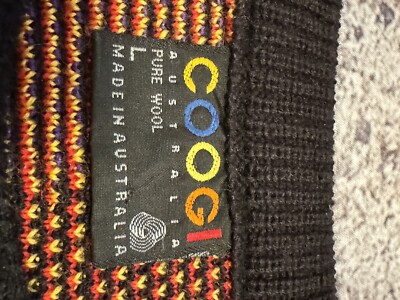 COOGI
AUSTRALIA
PURE WOOL
L
MADE IN AUSTRALIA